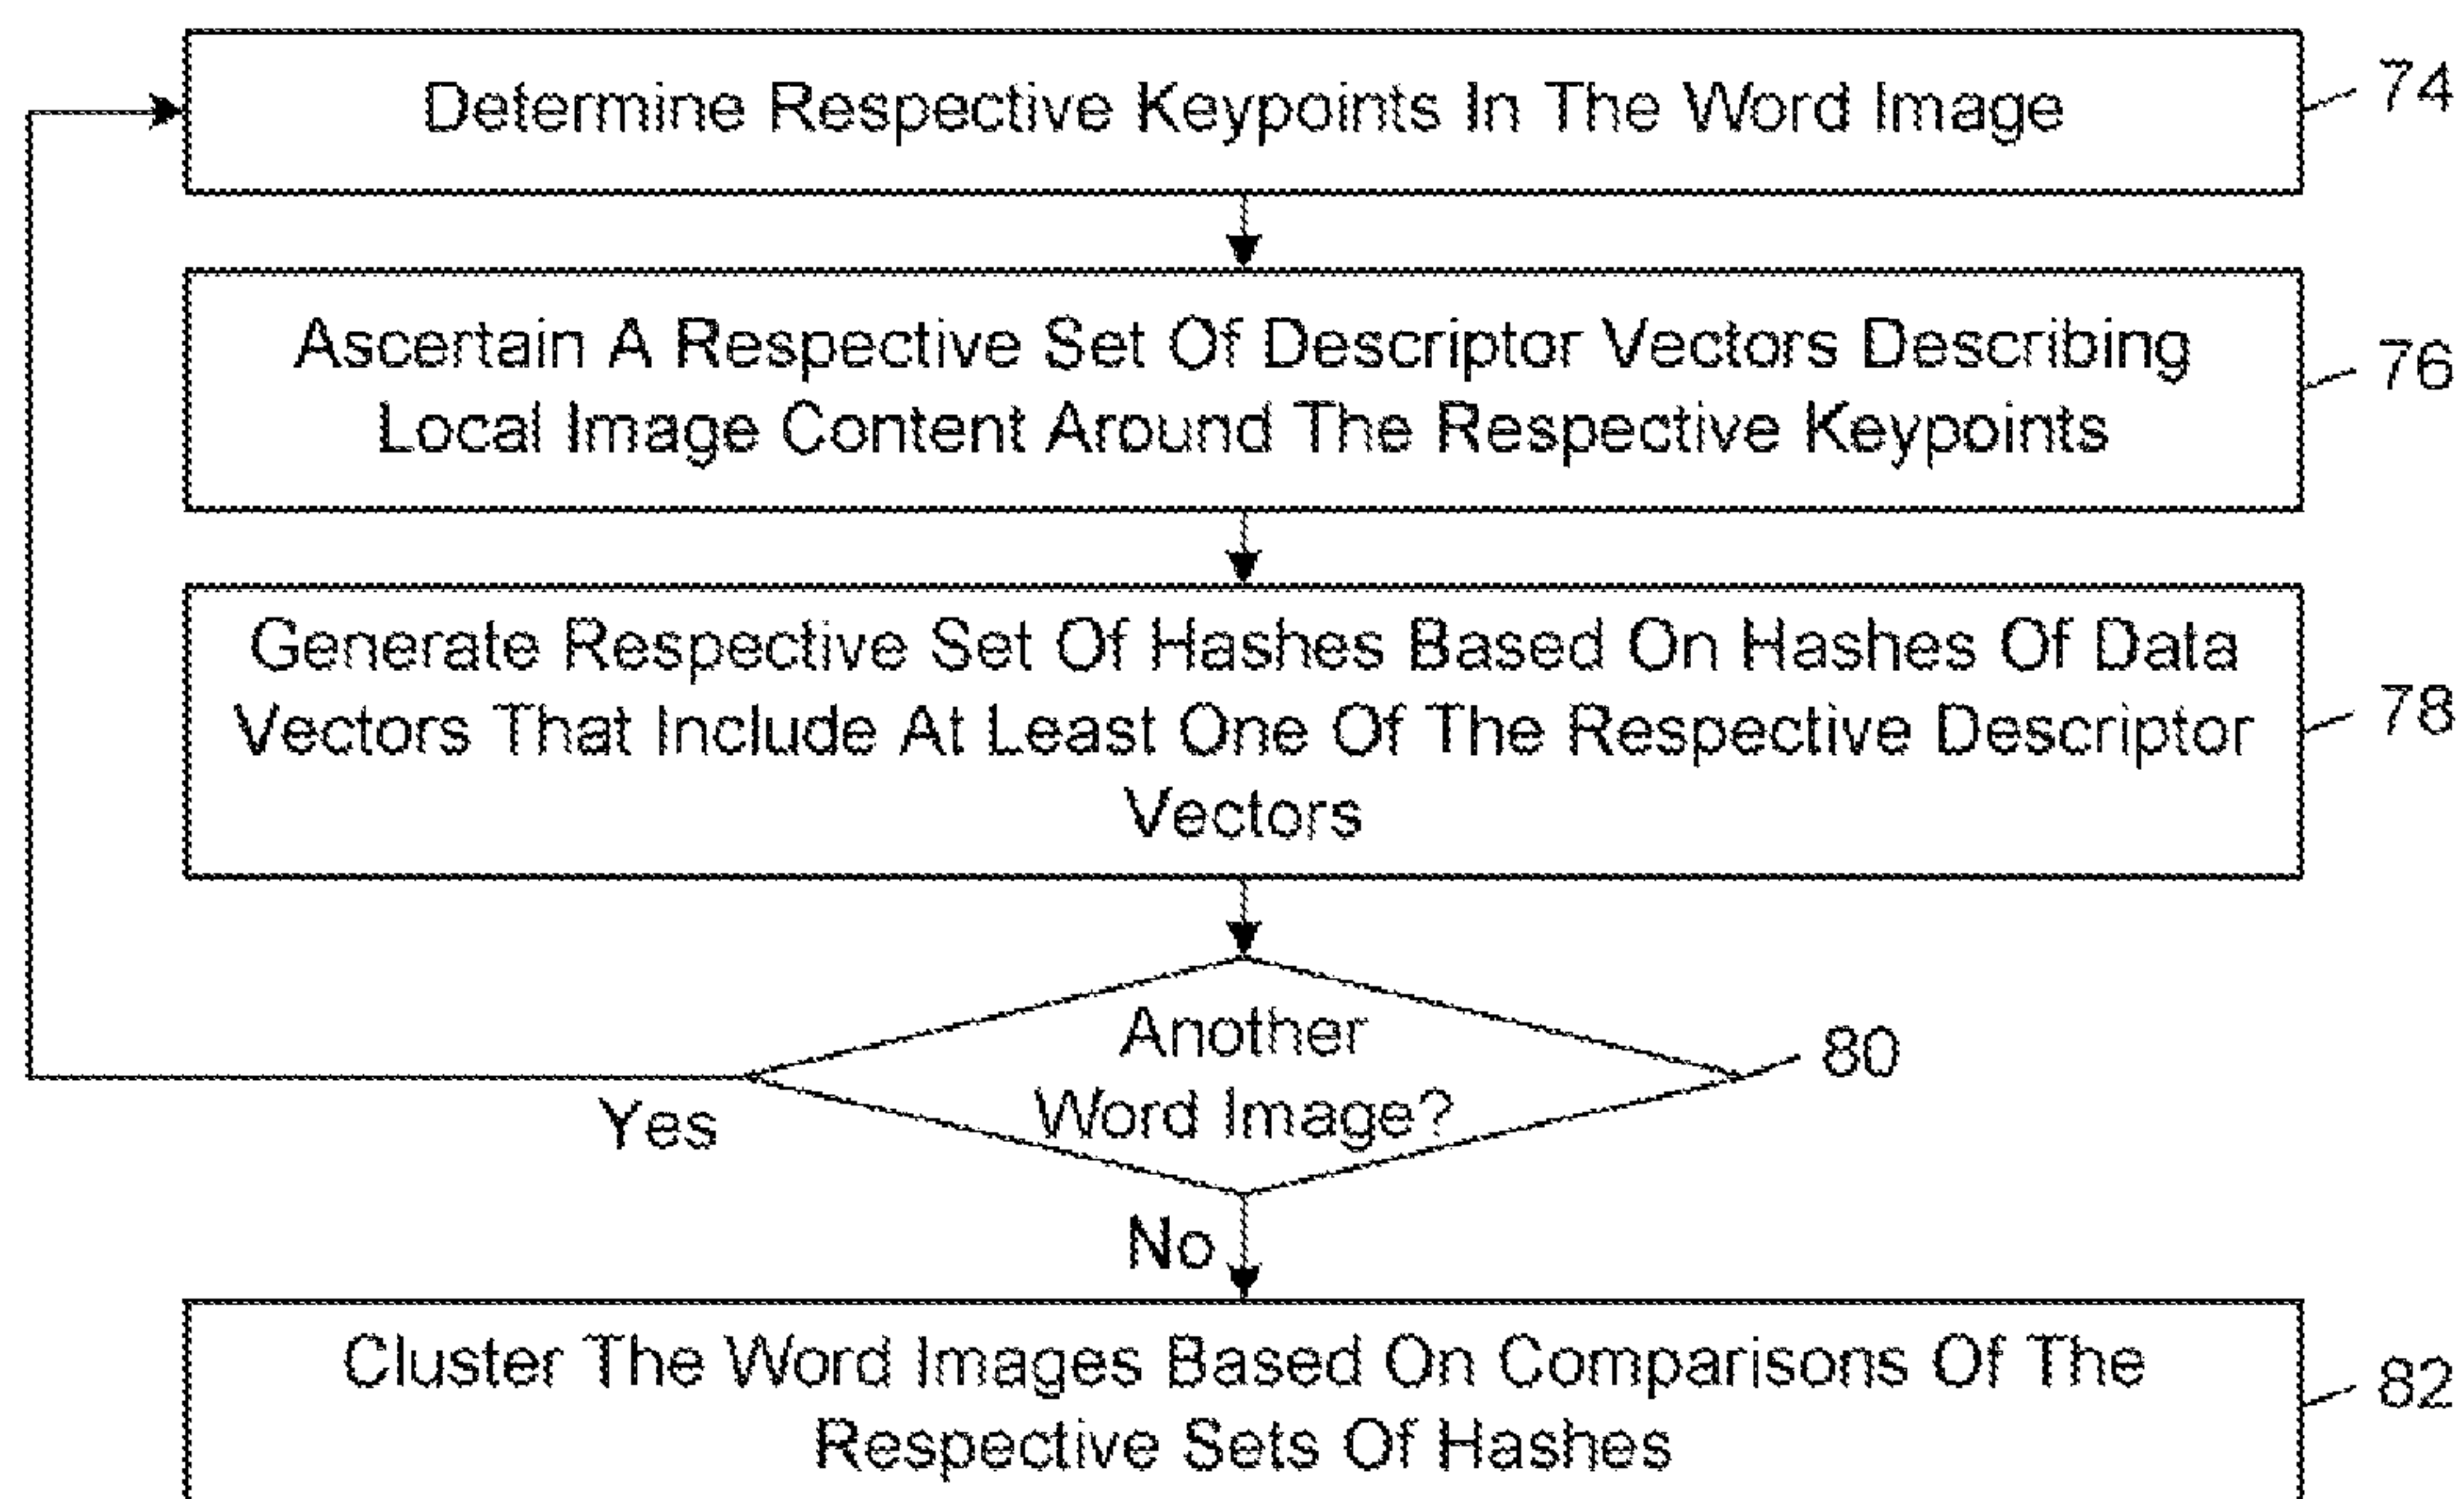 Determine Respective Keypoints In The Word Image
74
Ascertain A Respective Set Of Descriptor Vectors Describing
Local Image Content Around The Respective Keypoints
76
Generate Respective Set Of Hashes Based On Hashes Of Data
Vectors That Include At Least One Of The Respective Descriptor
Vectors
78
Another
Word Image?
80
Yes
No
Cluster The Word Images Based On Comparisons Of The
Respective Sets Of Hashes
82